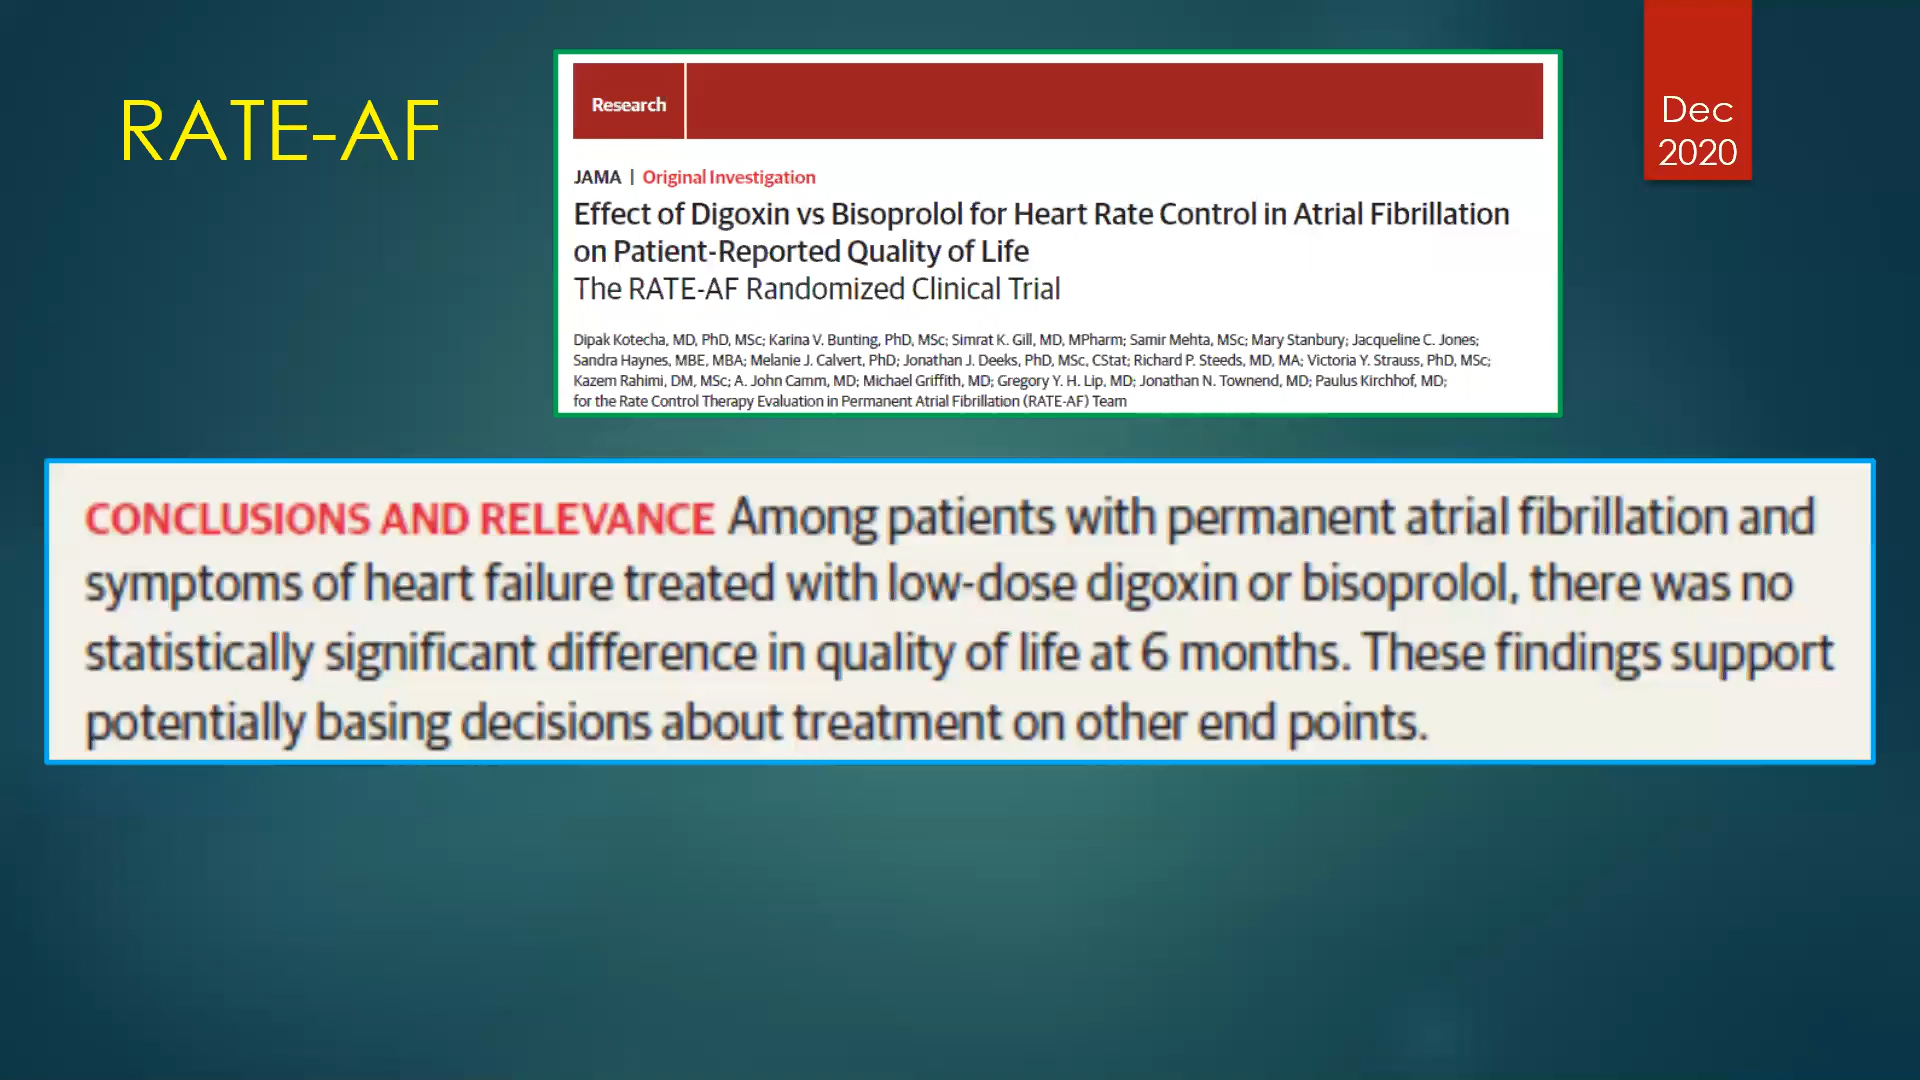 RATE-AF
Research
JAMA | Original Investigation
Effect of Digoxin vs Bisoprolol for Heart Rate Control in Atrial Fibrillation
on Patient-Reported Quality of Life
The RATE-AF Randomized Clinical Trial
Dipak Kotecha, MD, PhD, MSc; Karina V. Bunting, PhD, MSc; Simrat K. Gill, MD, MPharm; Samir Mehta, MSc; Mary Stanbury; Jacqueline C. Jones;
Sandra Haynes, MBE, MBA; Melanie J. Calvert, PhD; Jonathan J. Deeks, PhD, MSc, CStat; Richard P. Steeds, MD, MA; Victoria Y. Strauss, PhD, MSc;
Kazem Rahimi, DM, MSc; A. John Camm, MD; Michael Griffith, MD; Gregory Y. H. Lip, MD; Jonathan N. Townend, MD; Paulus Kirchhof, MD;
for the Rate Control Therapy Evaluation in Permanent Atrial Fibrillation (RATE-AF) Team
Dec
2020
CONCLUSIONS AND RELEVANCE Among patients with permanent atrial fibrillation and
symptoms of heart failure treated with low-dose digoxin or bisoprolol, there was no
statistically significant difference in quality of life at 6 months. These findings support
potentially basing decisions about treatment on other end points.